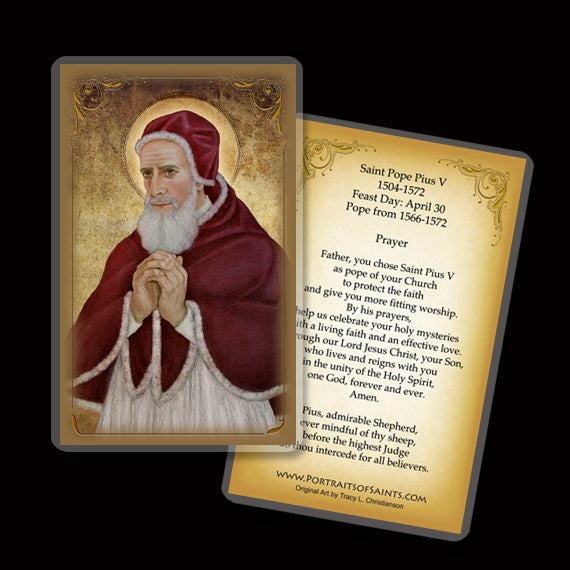 Saint Pope Pius V
1504-1572
Feast Day: April 30
Pope from 1566-1572
Prayer
Father, you chose Saint Pius V
as pope of your Church
to protect the faith
and give you more fitting worship.
By his prayers,
help us celebrate your holy mysteries
with a living faith and an effective love.
through our Lord Jesus Christ, your Son,
who lives and reigns with you
in the unity of the Holy Spirit,
one God, forever and ever.
Amen.
Pius, admirable Shepherd,
ever mindful of thy sheep,
before the highest Judge
do thou intercede for all believers.
www.PortraitsofSaints.com
Original Art by Tracy L. Christianson